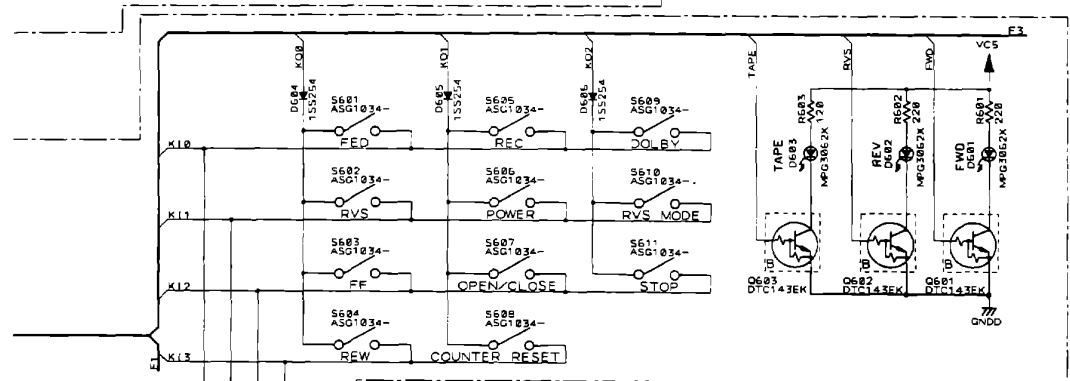 F3
VC5
KO0
KO1
KO2
TAPE
RVS
FWD
D604
1SS254
D605
1SS254
D606
1SS254
S601
ASG1034-
FED
S605
ASG1034-
REC
S609
ASG1034-
DOLBY
KI0
S602
ASG1034-
RVS
S606
ASG1034-
POWER
S610
ASG1034-
RVS MODE
KI1
S603
ASG1034-
FF
S607
ASG1034-
OPEN/CLOSE
S611
ASG1034-
STOP
KI2
S604
ASG1034-
REW
S608
ASG1034-
COUNTER RESET
KI3
F1
R603
120
R602
220
R601
220
TAPE
D603
MPG3062X
REV
D602
MPG3062X
FWD
D601
MPG3062X
B
B
B
Q603
DTC143EK
Q602
DTC143EK
Q601
DTC143EK
GNDD